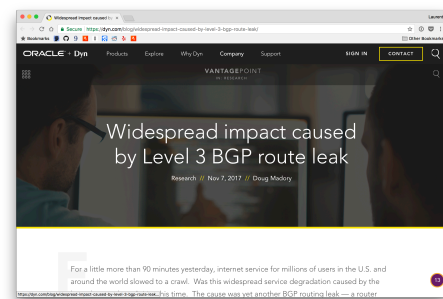 Widespread impact caused by
Lauren
Secure https://dyn.com/blog/widespread-impact-caused-by-level-3-bgp-route-leak/
Bookmarks
Other Bookmarks
ORACLE + Dyn Products Explore Why Dyn Company Support SIGN IN CONTACT
VANTAGEPOINT
Widespread impact caused
by Level 3 BGP route leak
Research // Nov 7, 2017 // Doug Madory
For a little more than 90 minutes yesterday, internet service for millions of users in the U.S. and
around the world slowed to a crawl. Was this widespread service degradation caused by the
https://dyn.com/blog/widespread-impact-caused-by-level-3-bgp-route-leak... his time. The cause was yet another BGP routing leak — a router
13